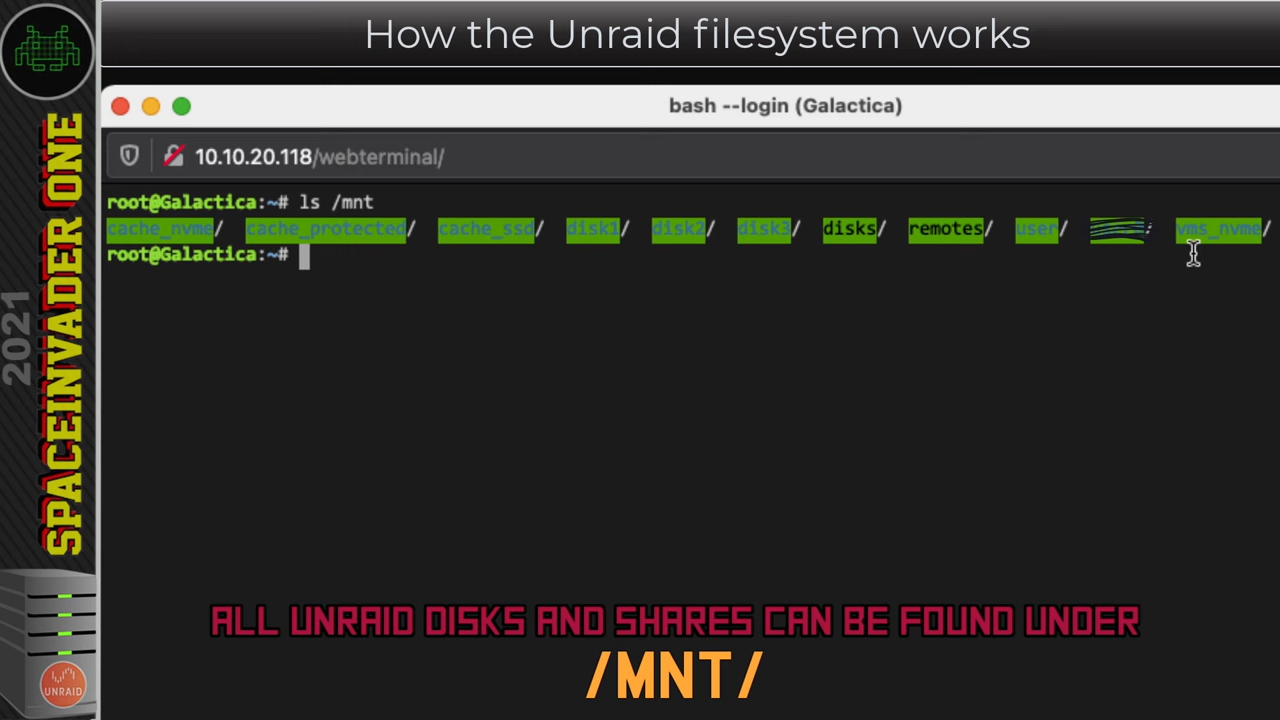 How the Unraid filesystem works
bash --login (Galactica)
10.10.20.118/webterminal/
root@Galactica:~# ls /mnt
cache_nvme/ cache_protected/ cache_ssd/ disk1/ disk2/ disk3/ disks/ remotes/ user/ vms_nvme/
root@Galactica:~#
ALL UNRAID DISKS AND SHARES CAN BE FOUND UNDER
/MNT/
2021
SPACEINVADER ONE
UNRAID